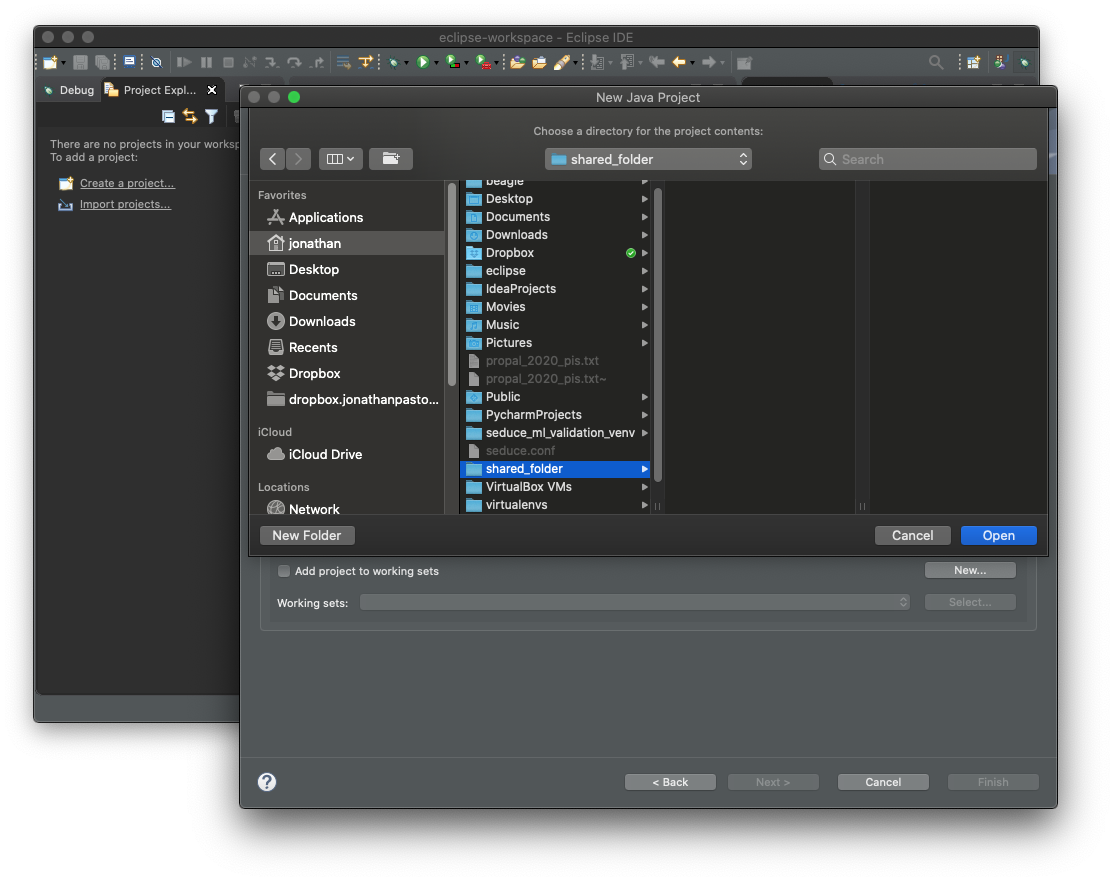 eclipse-workspace - Eclipse IDE
Debug
Project Expl...
There are no projects in your worksp
To add a project:
Create a project...
Import projects...
New Java Project
Choose a directory for the project contents:
shared_folder
Search
Favorites
Applications
jonathan
Desktop
Documents
Downloads
Recents
Dropbox
dropbox.jonathanpasto...
iCloud
iCloud Drive
Locations
Network
beagle
Desktop
Documents
Downloads
Dropbox
eclipse
IdeaProjects
Movies
Music
Pictures
propal_2020_pis.txt
propal_2020_pis.txt~
Public
PycharmProjects
seduce_ml_validation_venv
seduce.conf
shared_folder
VirtualBox VMs
virtualenvs
New Folder
Cancel
Open
Add project to working sets
New...
Working sets:
Select...
?
< Back
Next >
Cancel
Finish